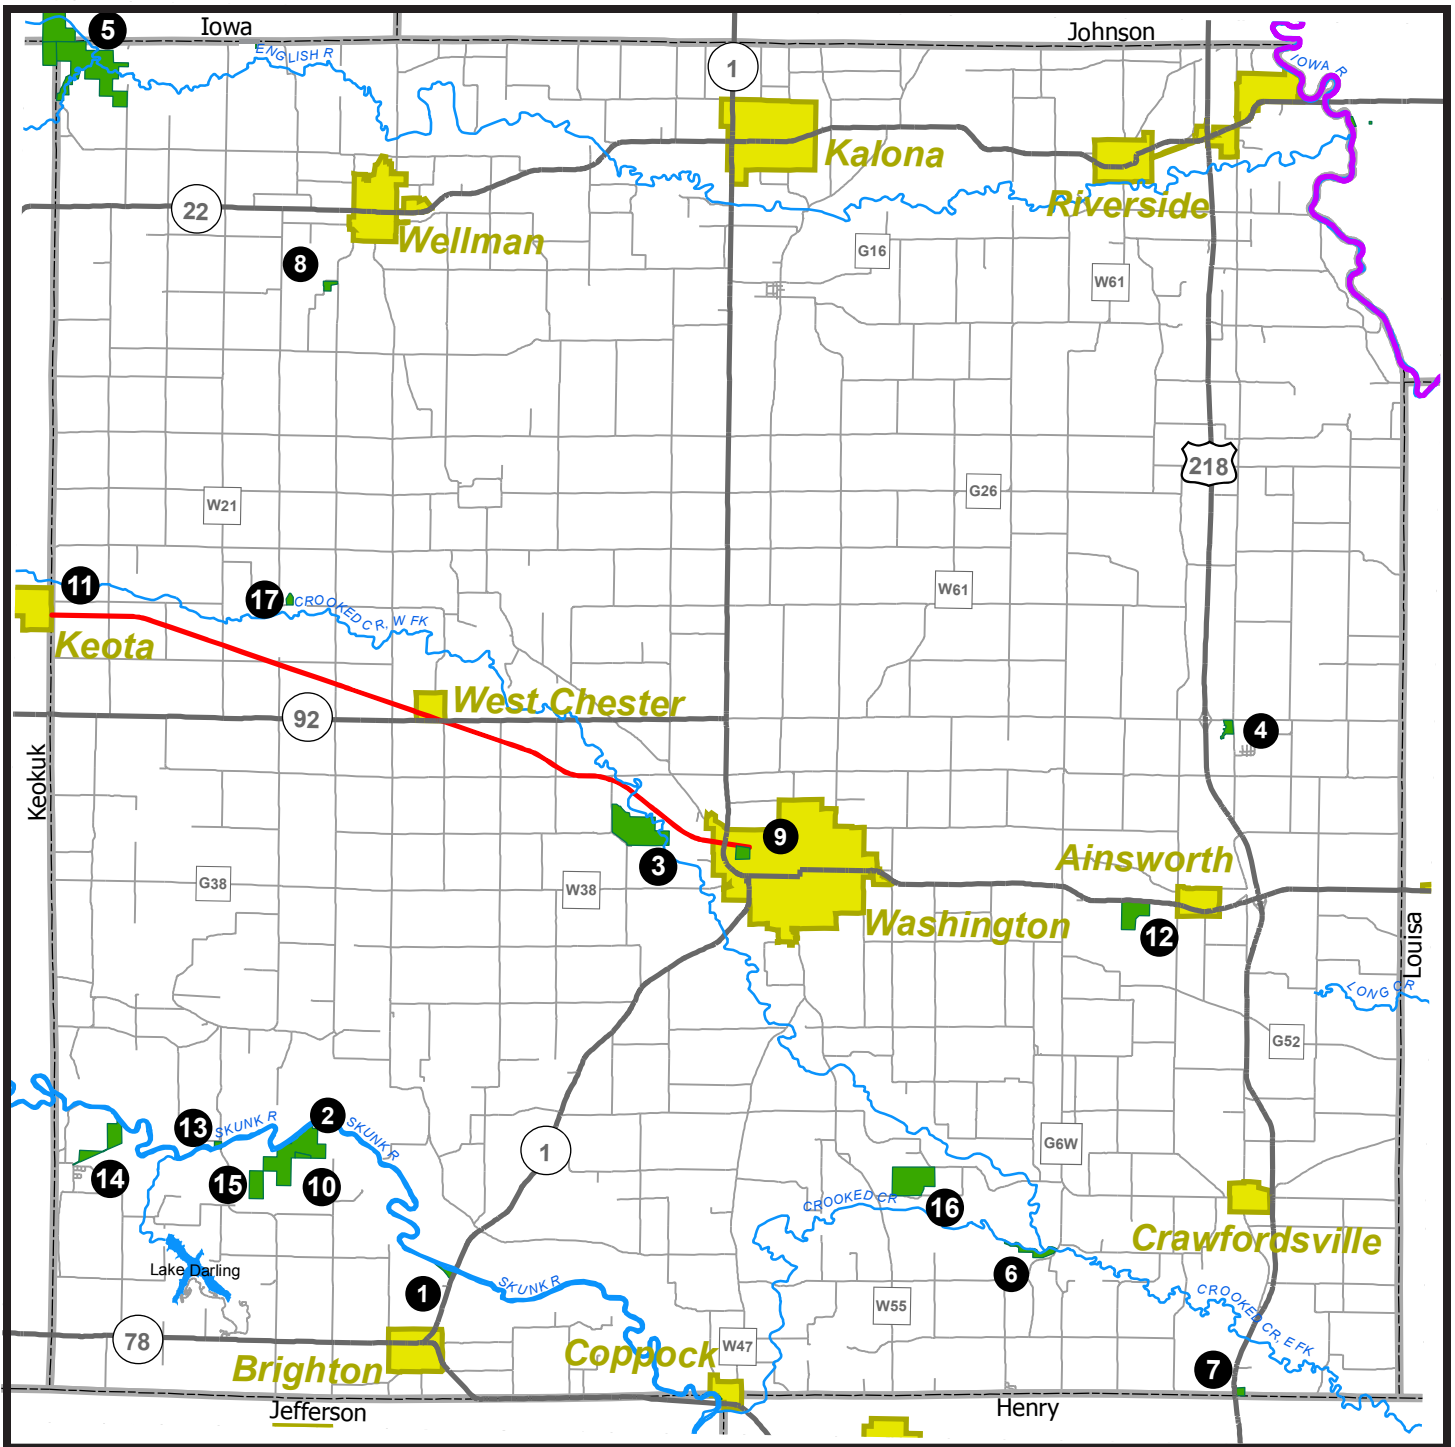 5
Iowa
Johnson
ENGLISH R
1
IOWA R
Kalona
Riverside
22
Wellman
8
G16
W61
218
W21
G26
11
17
CROOKED CR, W FK
W61
Keota
West Chester
92
4
Keokuk
9
3
Ainsworth
G38
W38
Washington
12
Louisa
LONG CR
G52
2
13
SKUNK R
SKUNK R
1
G6W
14
15
10
16
CROOKED CR
Crawfordsville
Lake Darling
6
1
SKUNK R
W55
CROOKED CR, E FK
78
W47
Coppock
Brighton
7
Jefferson
Henry